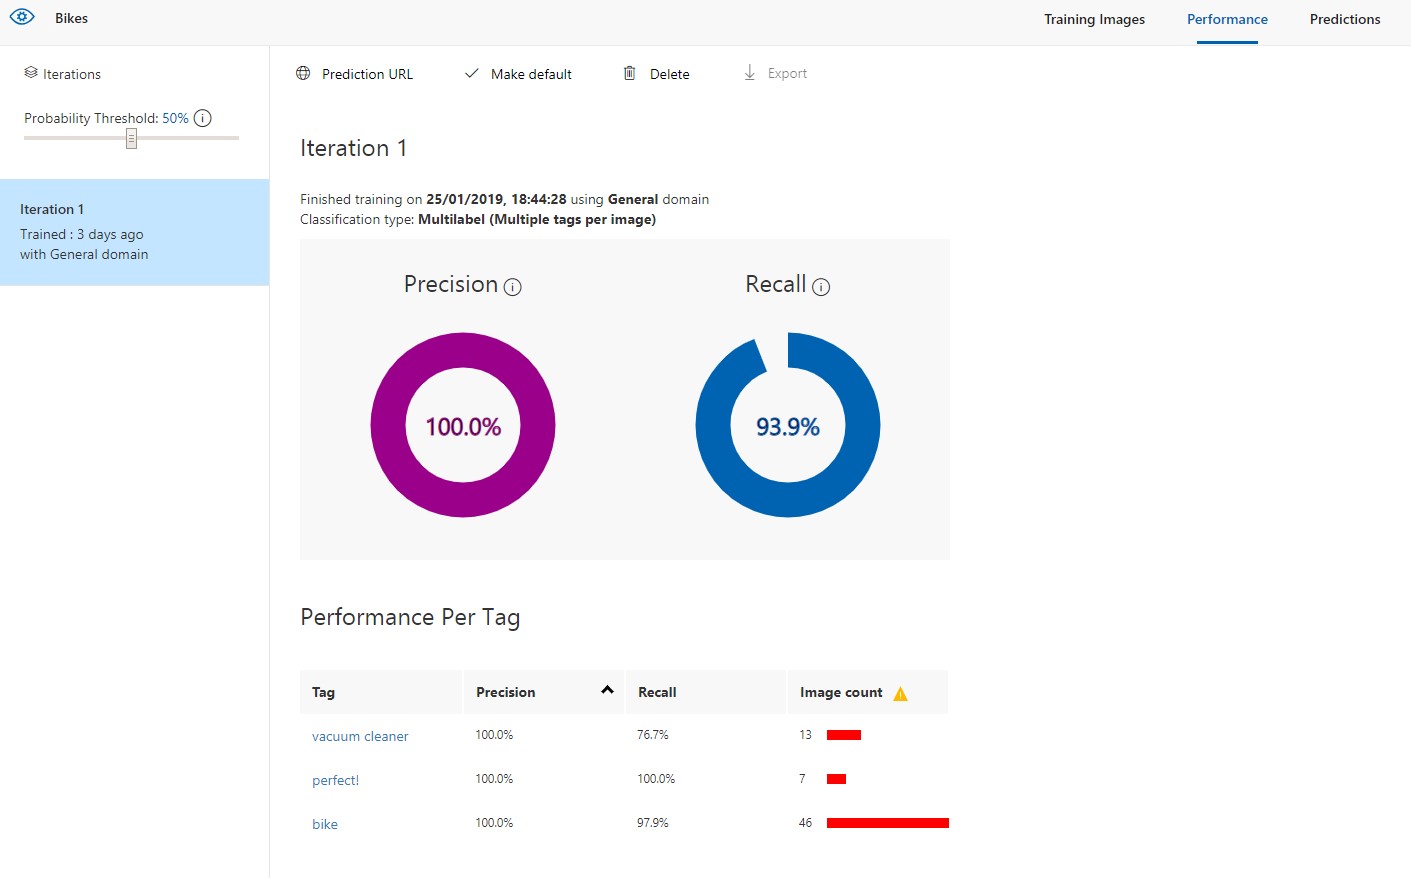 Bikes
Training Images
Performance
Predictions
Iterations
Prediction URL
Make default
Delete
Export
Probability Threshold: 50%
Iteration 1
Trained : 3 days ago
with General domain
Iteration 1
Finished training on 25/01/2019, 18:44:28 using General domain
Classification type: Multilabel (Multiple tags per image)
Precision
Recall
100.0%
93.9%
Performance Per Tag
Tag Precision Recall Image count
vacuum cleaner 100.0% 76.7% 13
perfect! 100.0% 100.0% 7
bike 100.0% 97.9% 46